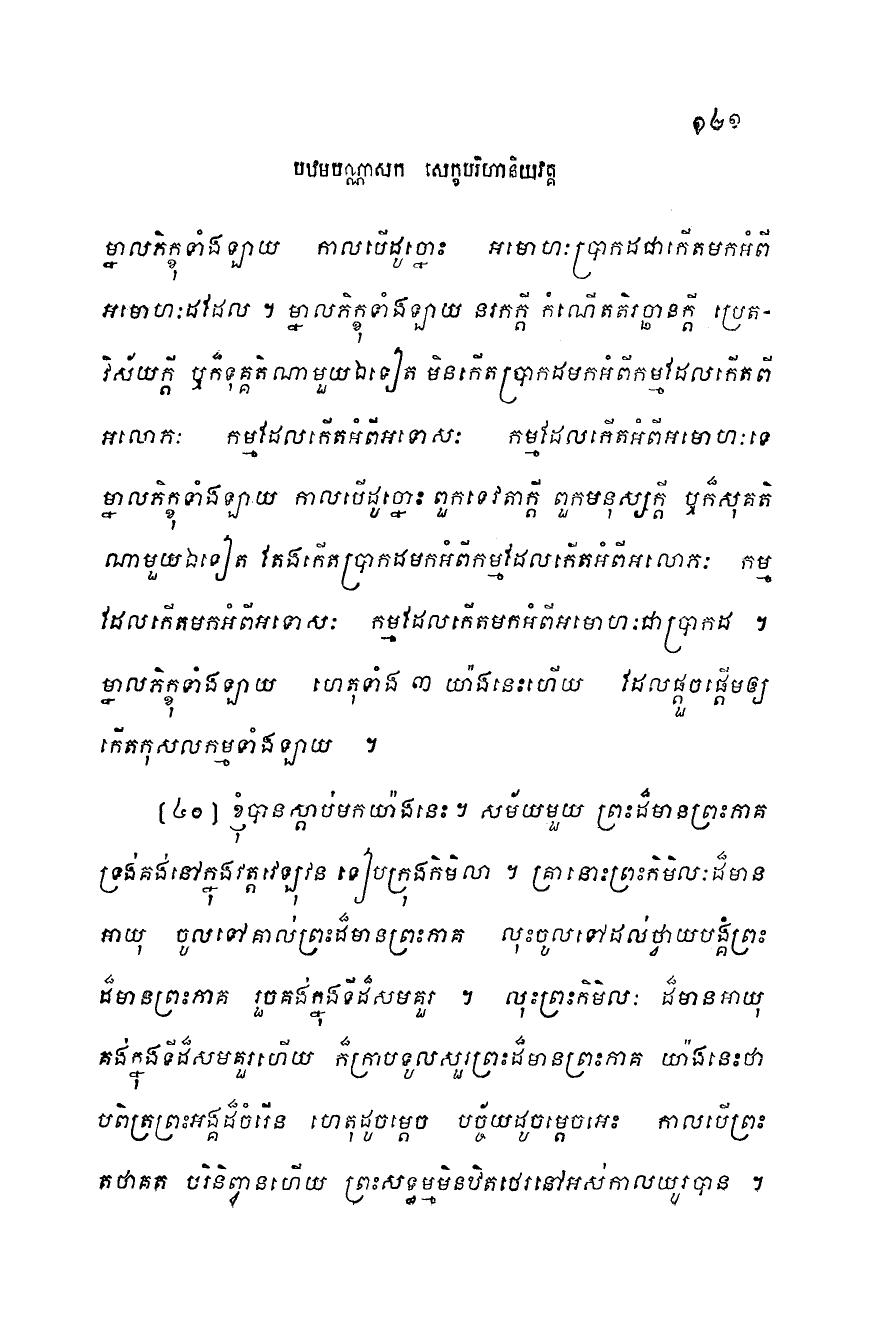 ១៤១
បឋមបណ្ណាសក សេក្ខបរិហានិយវគ្គ
ម្នាលភិក្ខុទាំងឡាយ កាលបើដូច្នោះ អមោហៈប្រាកដជាកើតមកអំពី
អមោហៈដដែល ។ ម្នាលភិក្ខុទាំងឡាយ នរកក្តី កំណើតតិរច្ឆានក្តី ប្រេត-
វិស័យក្តី ឬក៏ទុគ្គតិណាមួយឯទៀត មិនកើតប្រាកដមកអំពីកម្មដែលកើតពី
អលោភៈ កម្មដែលកើតអំពីអទោសៈ កម្មដែលកើតអំពីអមោហៈទេ
ម្នាលភិក្ខុទាំងឡាយ កាលបើដូច្នោះ ពួកទេវតាក្តី ពួកមនុស្សក្តី ឬក៏សុគតិ
ណាមួយឯទៀត តែងកើតប្រាកដមកអំពីកម្មដែលកើតអំពីអលោភៈ កម្ម
ដែលកើតមកអំពីអទោសៈ កម្មដែលកើតមកអំពីអមោហៈជាប្រាកដ ។
ម្នាលភិក្ខុទាំងឡាយ ហេតុទាំង ៣ យ៉ាងនេះហើយ ដែលផ្តួចផ្តើមឲ្យ
កើតកុសលកម្មទាំងឡាយ ។
[៤០] ខ្ញុំបានស្តាប់មកយ៉ាងនេះ ។ សម័យមួយ ព្រះដ៏មានព្រះភាគ
ទ្រង់គង់នៅក្នុងវត្តវេឡុវន ទៀបក្រុងកិមិលា ។ គ្រានោះព្រះកិមិលៈដ៏មាន
អាយុ ចូលទៅគាល់ព្រះដ៏មានព្រះភាគ លុះចូលទៅដល់ថ្វាយបង្គំព្រះ
ដ៏មានព្រះភាគ រួចគង់ក្នុងទីដ៏សមគួរ ។ លុះព្រះកិមិលៈ ដ៏មានអាយុ
គង់ក្នុងទីដ៏សមគួរហើយ ក៏ក្រាបទូលសួរព្រះដ៏មានព្រះភាគ យ៉ាងនេះថា
បពិត្រព្រះអង្គដ៏ចំរើន ហេតុដូចម្តេច បច្ច័យដូចម្តេចអេះ កាលបើព្រះ
តថាគត បរិនិព្វានហើយ ព្រះសទ្ធម្មមិនឋិតថេរនៅអស់កាលយូរបាន ។